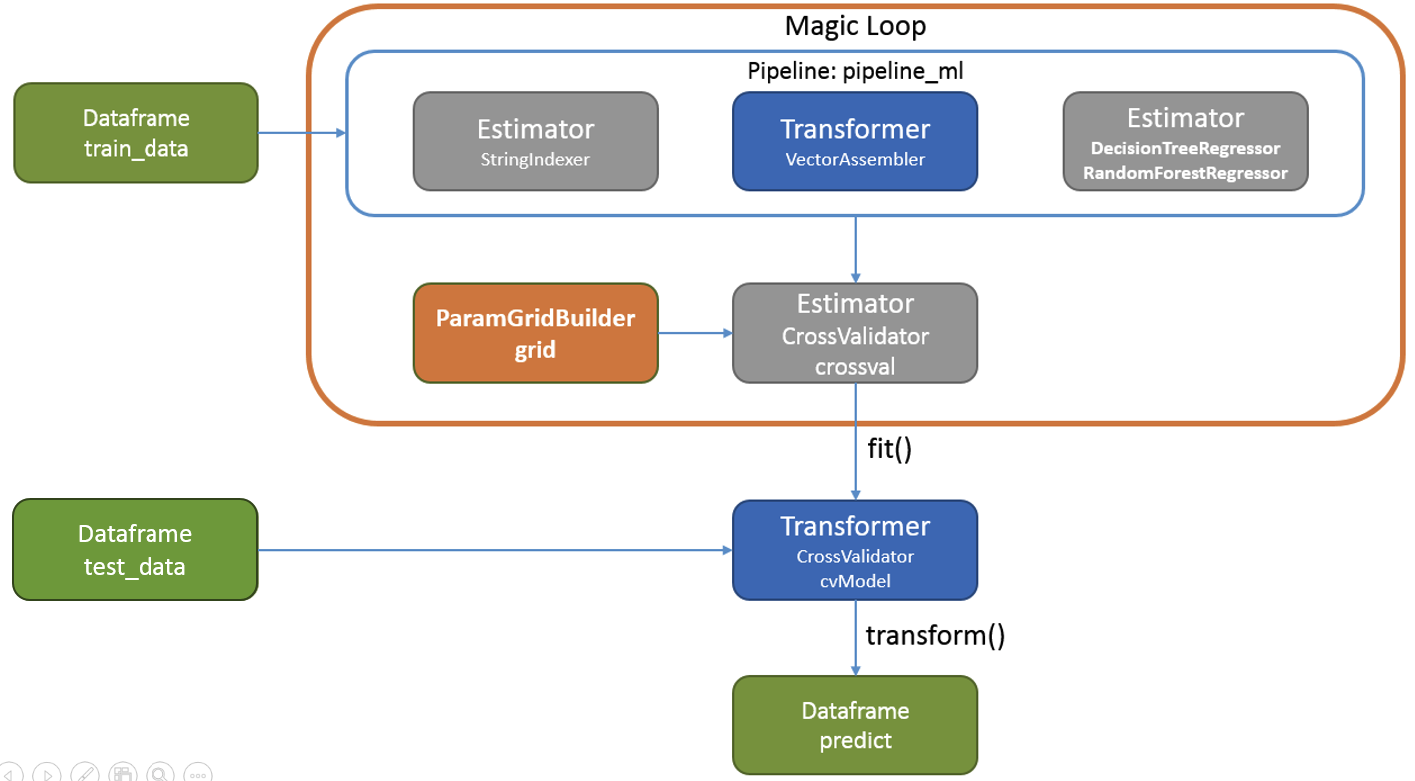 Magic Loop
Pipeline: pipeline_ml
Dataframe
train_data
Estimator
StringIndexer
Transformer
VectorAssembler
Estimator
DecisionTreeRegressor
RandomForestRegressor
ParamGridBuilder
grid
Estimator
CrossValidator
crossval
fit()
Dataframe
test_data
Transformer
CrossValidator
cvModel
transform()
Dataframe
predict